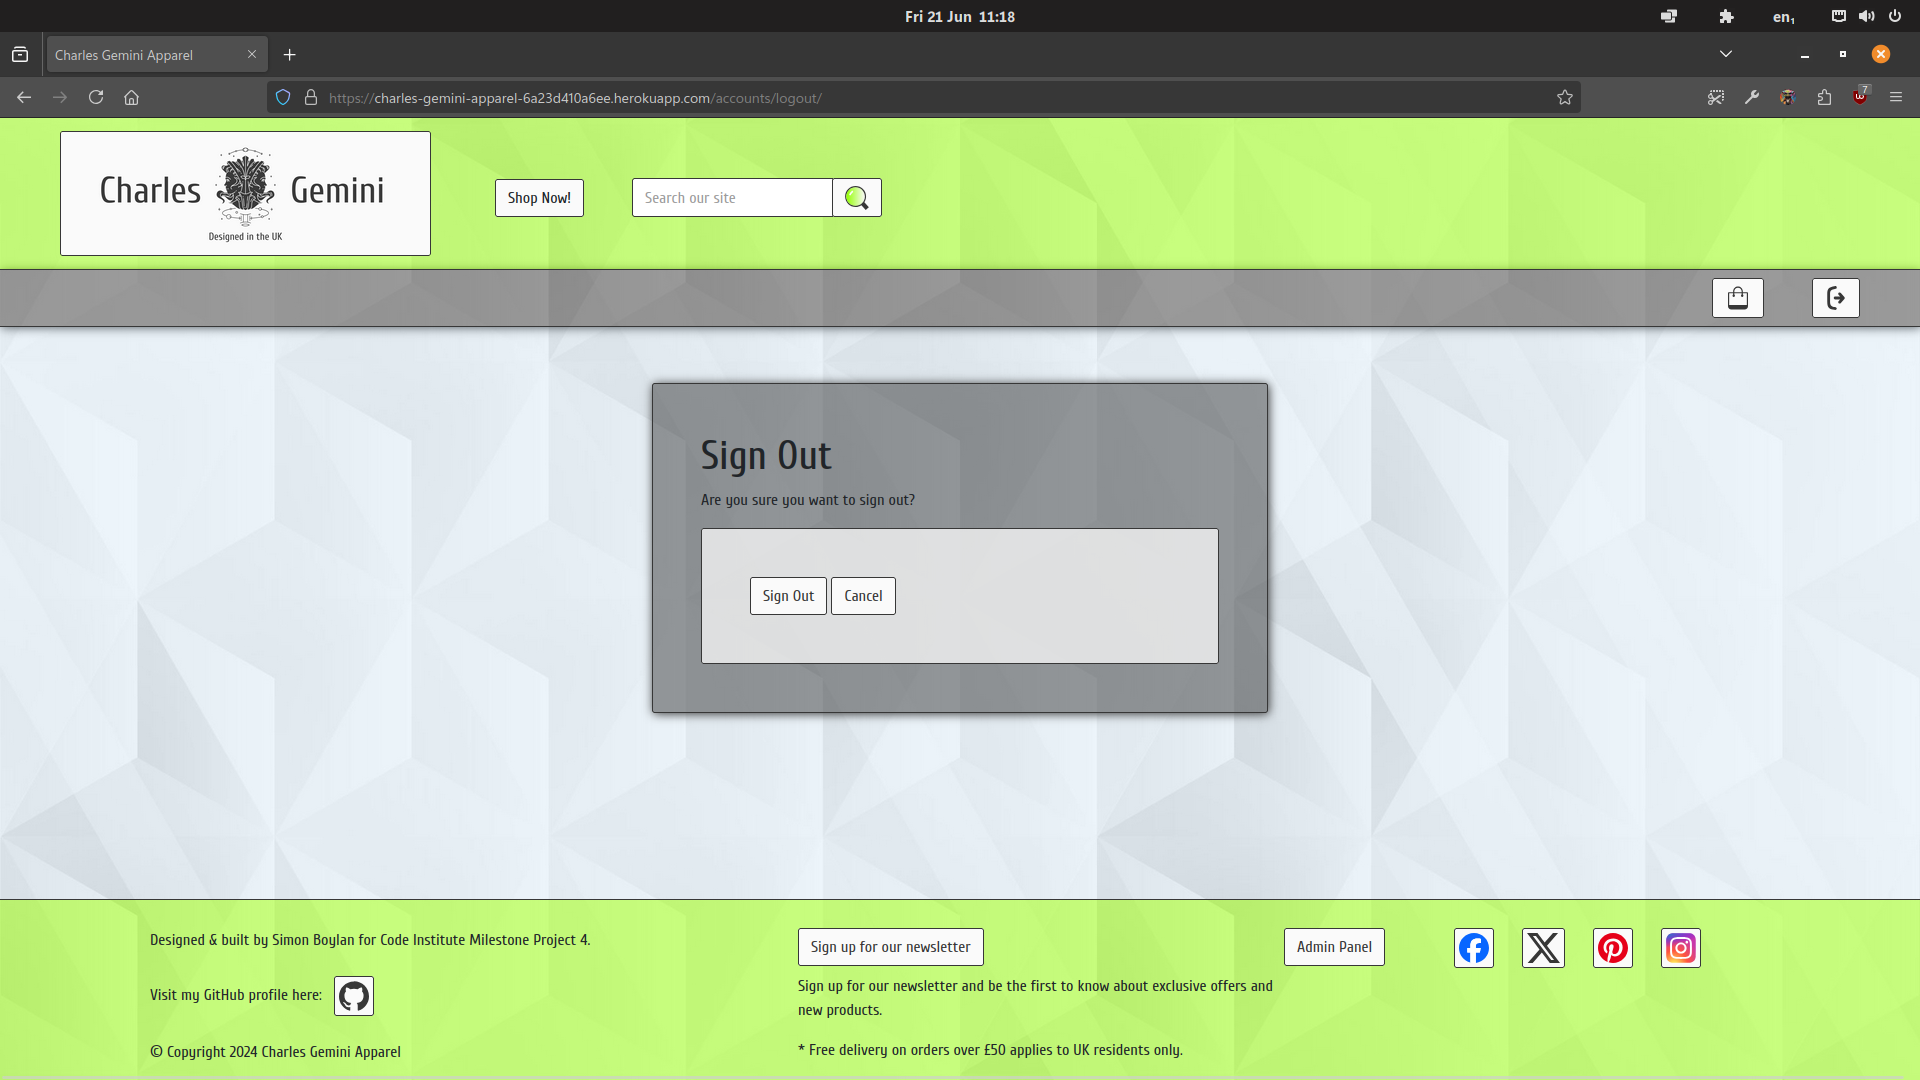 Fri 21 Jun 11:18
en₁
Charles Gemini Apparel
https://charles-gemini-apparel-6a23d410a6ee.herokuapp.com/accounts/logout/
7
Charles Gemini
Designed in the UK
Shop Now!
Search our site
Sign Out
Are you sure you want to sign out?
Sign Out
Cancel
Designed & built by Simon Boylan for Code Institute Milestone Project 4.
Visit my GitHub profile here:
© Copyright 2024 Charles Gemini Apparel
Sign up for our newsletter
Sign up for our newsletter and be the first to know about exclusive offers and
new products.
* Free delivery on orders over £50 applies to UK residents only.
Admin Panel